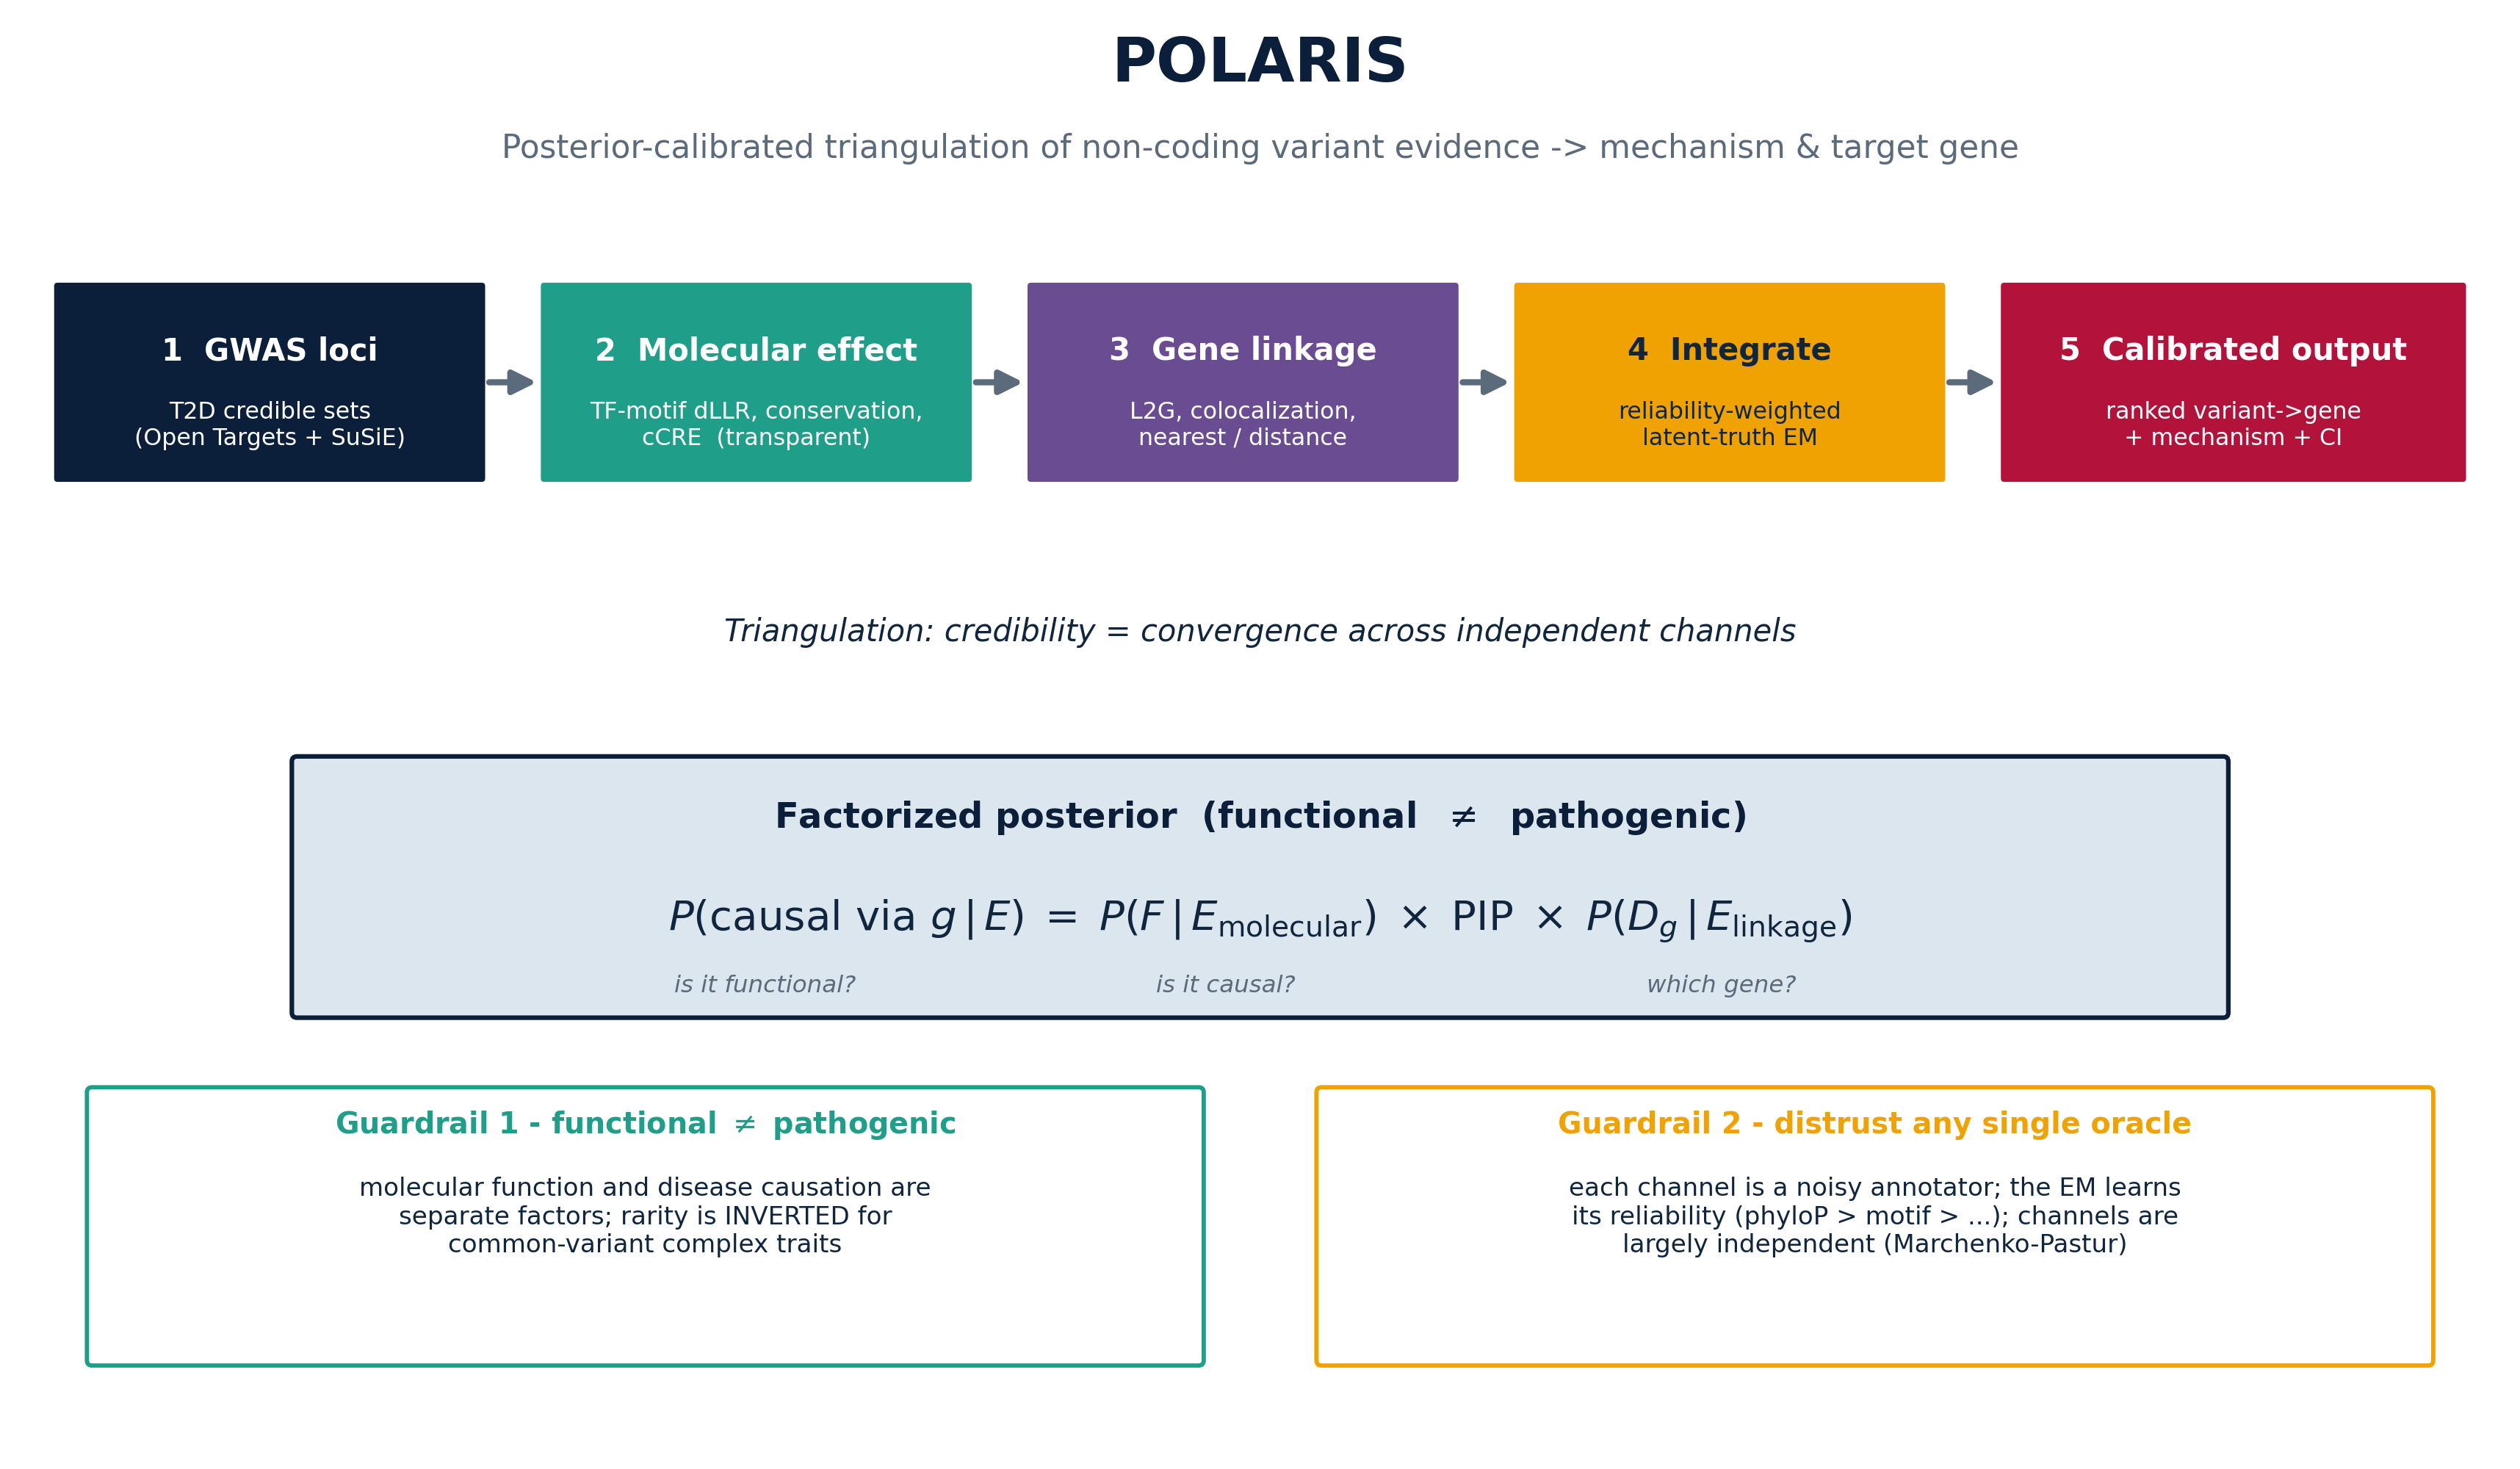 POLARIS
Posterior-calibrated triangulation of non-coding variant evidence -> mechanism & target gene
1 GWAS loci
T2D credible sets
(Open Targets + SuSiE)
2 Molecular effect
TF-motif dLLR, conservation,
cCRE (transparent)
3 Gene linkage
L2G, colocalization,
nearest / distance
4 Integrate
reliability-weighted
latent-truth EM
5 Calibrated output
ranked variant->gene
+ mechanism + CI
Triangulation: credibility = convergence across independent channels
Factorized posterior (functional ≠ pathogenic)
P(causal via g | E) = P(F | E_molecular) × PIP × P(D_g | E_linkage)
is it functional? is it causal? which gene?
Guardrail 1 - functional ≠ pathogenic
molecular function and disease causation are
separate factors; rarity is INVERTED for
common-variant complex traits
Guardrail 2 - distrust any single oracle
each channel is a noisy annotator; the EM learns
its reliability (phyloP > motif > ...); channels are
largely independent (Marchenko-Pastur)